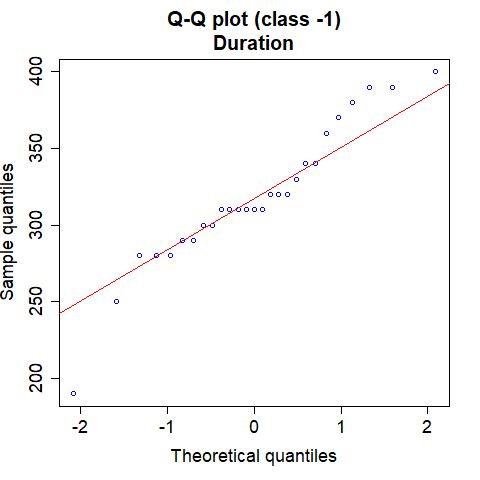 Q-Q plot (class -1)
Duration
400
350
300
250
200
Sample quantiles
-2 -1 0 1 2
Theoretical quantiles